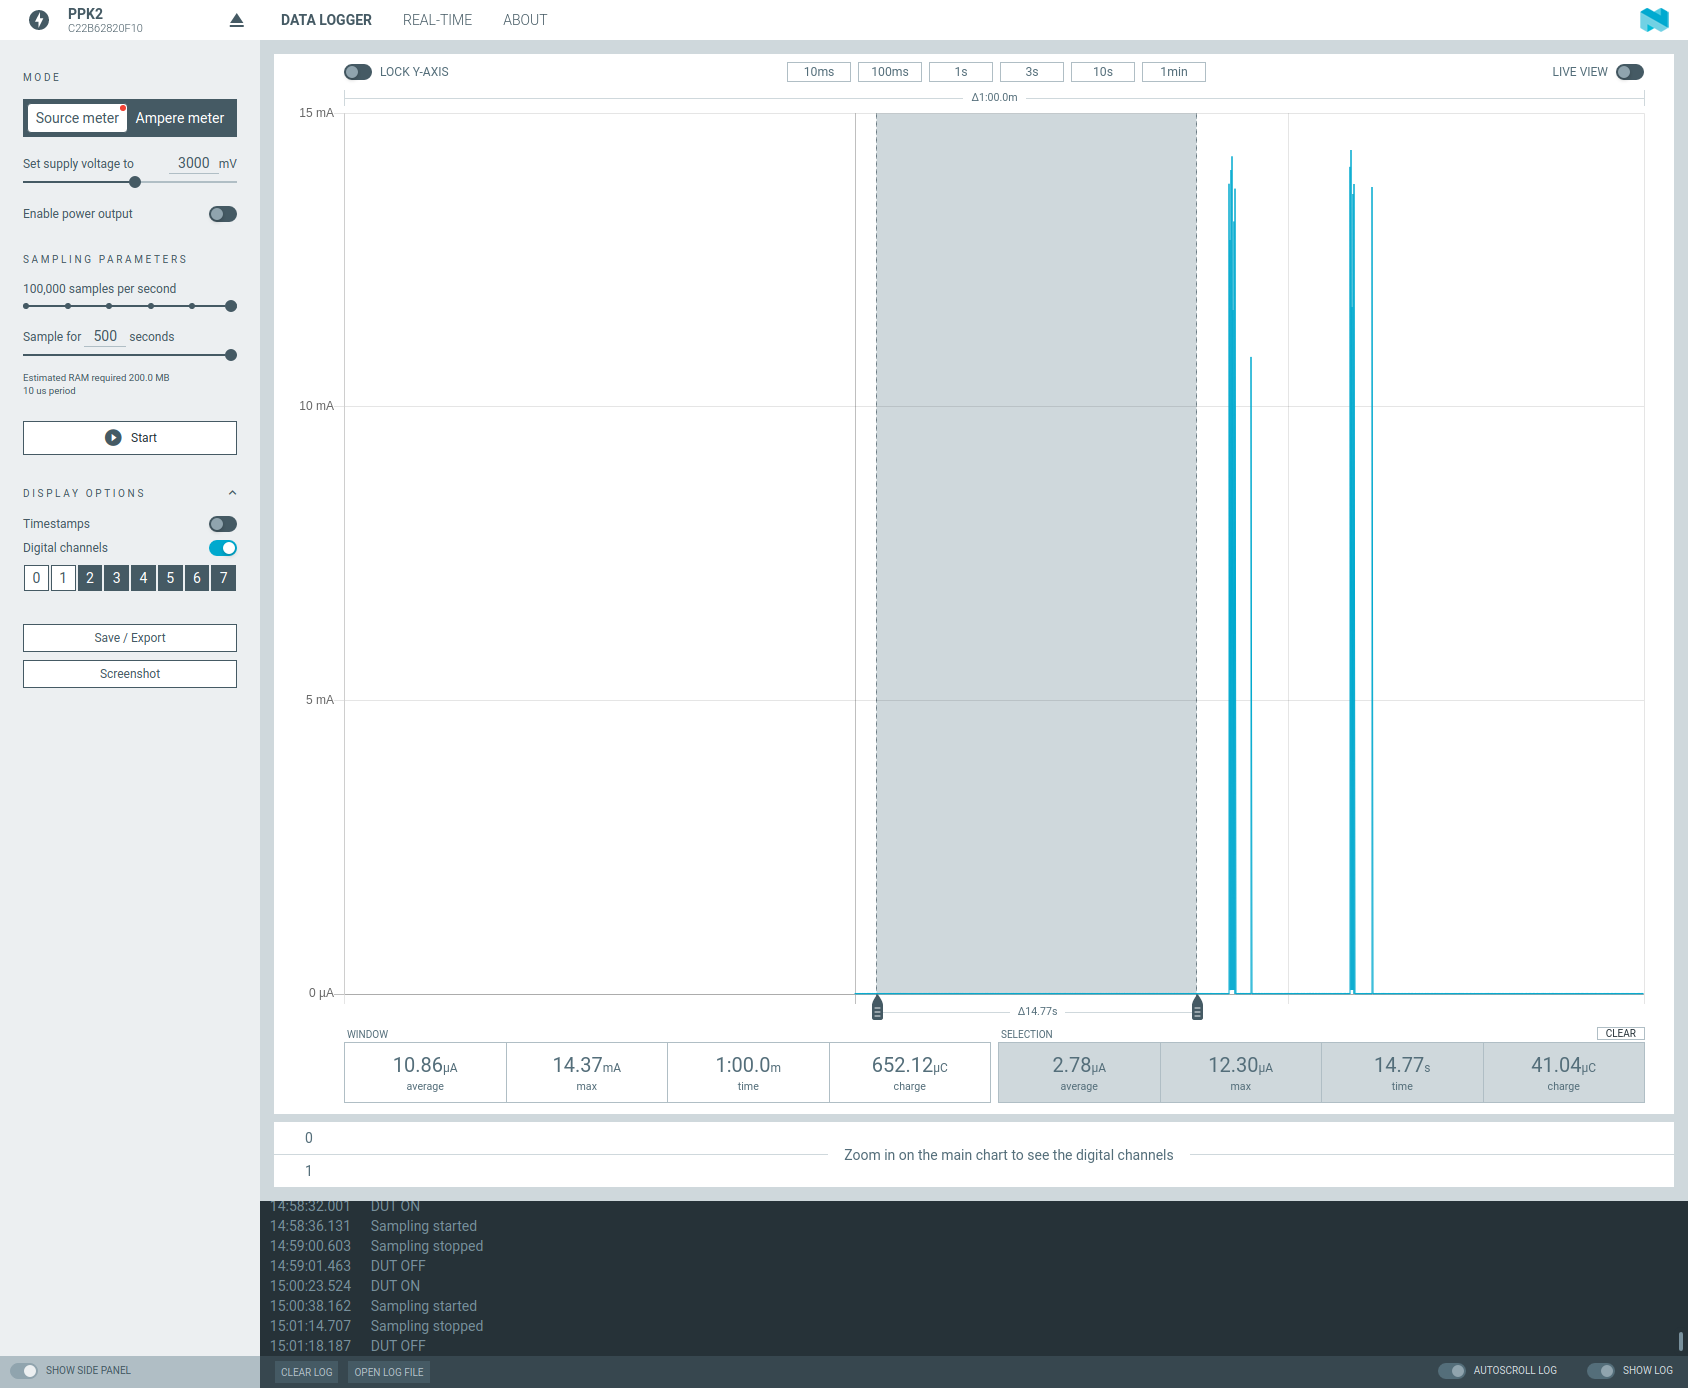 PPK2
C22B62820F10
DATA LOGGER
REAL-TIME
ABOUT
MODE
Source meter
Ampere meter
Set supply voltage to 3000 mV
Enable power output
SAMPLING PARAMETERS
100,000 samples per second
Sample for 500 seconds
Estimated RAM required 200.0 MB
10 us period
Start
DISPLAY OPTIONS
Timestamps
Digital channels
0 1 2 3 4 5 6 7
Save / Export
Screenshot
SHOW SIDE PANEL
LOCK Y-AXIS
10ms 100ms 1s 3s 10s 1min
LIVE VIEW
Δ1:00.0m
15 mA
10 mA
5 mA
0 µA
Δ14.77s
WINDOW
10.86µA
average
14.37mA
max
1:00.0m
time
652.12µC
charge
SELECTION
CLEAR
2.78µA
average
12.30µA
max
14.77s
time
41.04µC
charge
0
Zoom in on the main chart to see the digital channels
1
14:58:32.001 DUT ON
14:58:36.131 Sampling started
14:59:00.603 Sampling stopped
14:59:01.463 DUT OFF
15:00:23.524 DUT ON
15:00:38.162 Sampling started
15:01:14.707 Sampling stopped
15:01:18.187 DUT OFF
CLEAR LOG
OPEN LOG FILE
AUTOSCROLL LOG
SHOW LOG